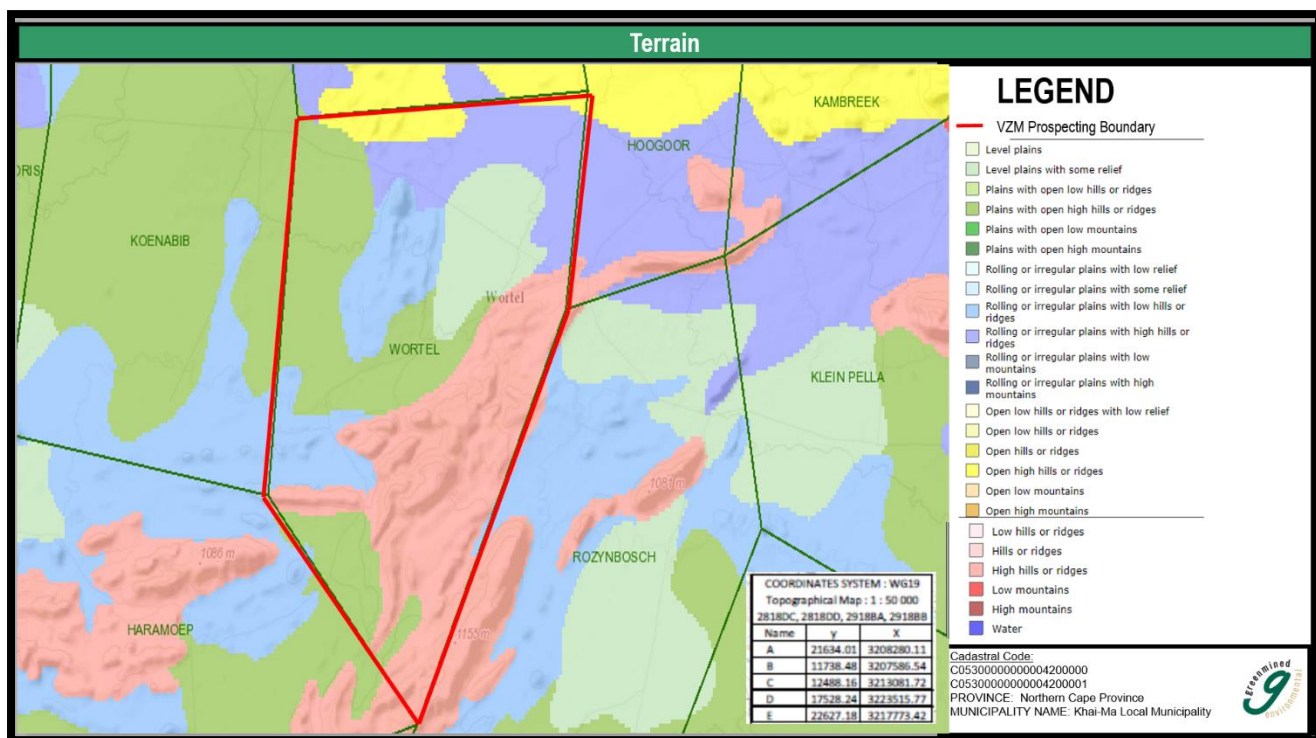 Terrain
KAMBREEK
HOOGOOR
ORIS
KOENABIB
Wortel
WORTEL
KLEIN PELLA
1081 m
1086 m
ROZYNBOSCH
HARAMOEP
1155 m
COORDINATES SYSTEM : WG19
Topographical Map : 1 : 50 000
2818DC, 2818DD, 2918BA, 2918BB
Name y X
A 21634.01 3208280.11
B 11738.48 3207586.54
C 12488.16 3213081.72
D 17528.24 3223515.77
E 22627.18 3217773.42
LEGEND
VZM Prospecting Boundary
Level plains
Level plains with some relief
Plains with open low hills or ridges
Plains with open high hills or ridges
Plains with open low mountains
Plains with open high mountains
Rolling or irregular plains with low relief
Rolling or irregular plains with some relief
Rolling or irregular plains with low hills or
ridges
Rolling or irregular plains with high hills or
ridges
Rolling or irregular plains with low
mountains
Rolling or irregular plains with high
mountains
Open low hills or ridges with low relief
Open low hills or ridges
Open hills or ridges
Open high hills or ridges
Open low mountains
Open high mountains
Low hills or ridges
Hills or ridges
High hills or ridges
Low mountains
High mountains
Water
Cadastral Code:
C05300000000004200000
C05300000000004200001
PROVINCE: Northern Cape Province
MUNICIPALITY NAME: Khai-Ma Local Municipality
greenmined
environmental